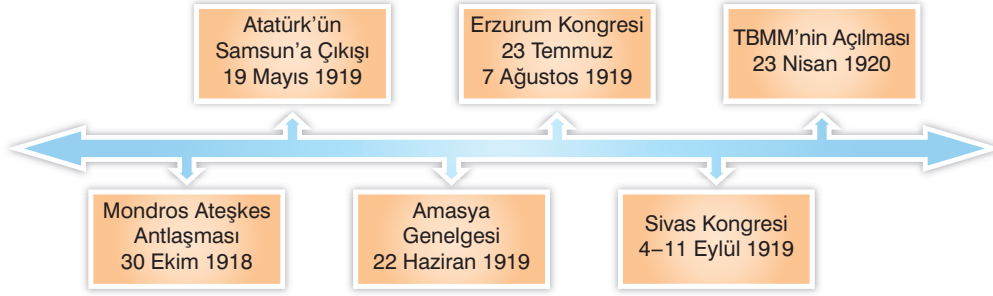 Atatürk’ün
Samsun’a Çıkışı
19 Mayıs 1919
Erzurum Kongresi
23 Temmuz
7 Ağustos 1919
TBMM’nin Açılması
23 Nisan 1920
Mondros Ateşkes
Antlaşması
30 Ekim 1918
Amasya
Genelgesi
22 Haziran 1919
Sivas Kongresi
4–11 Eylül 1919